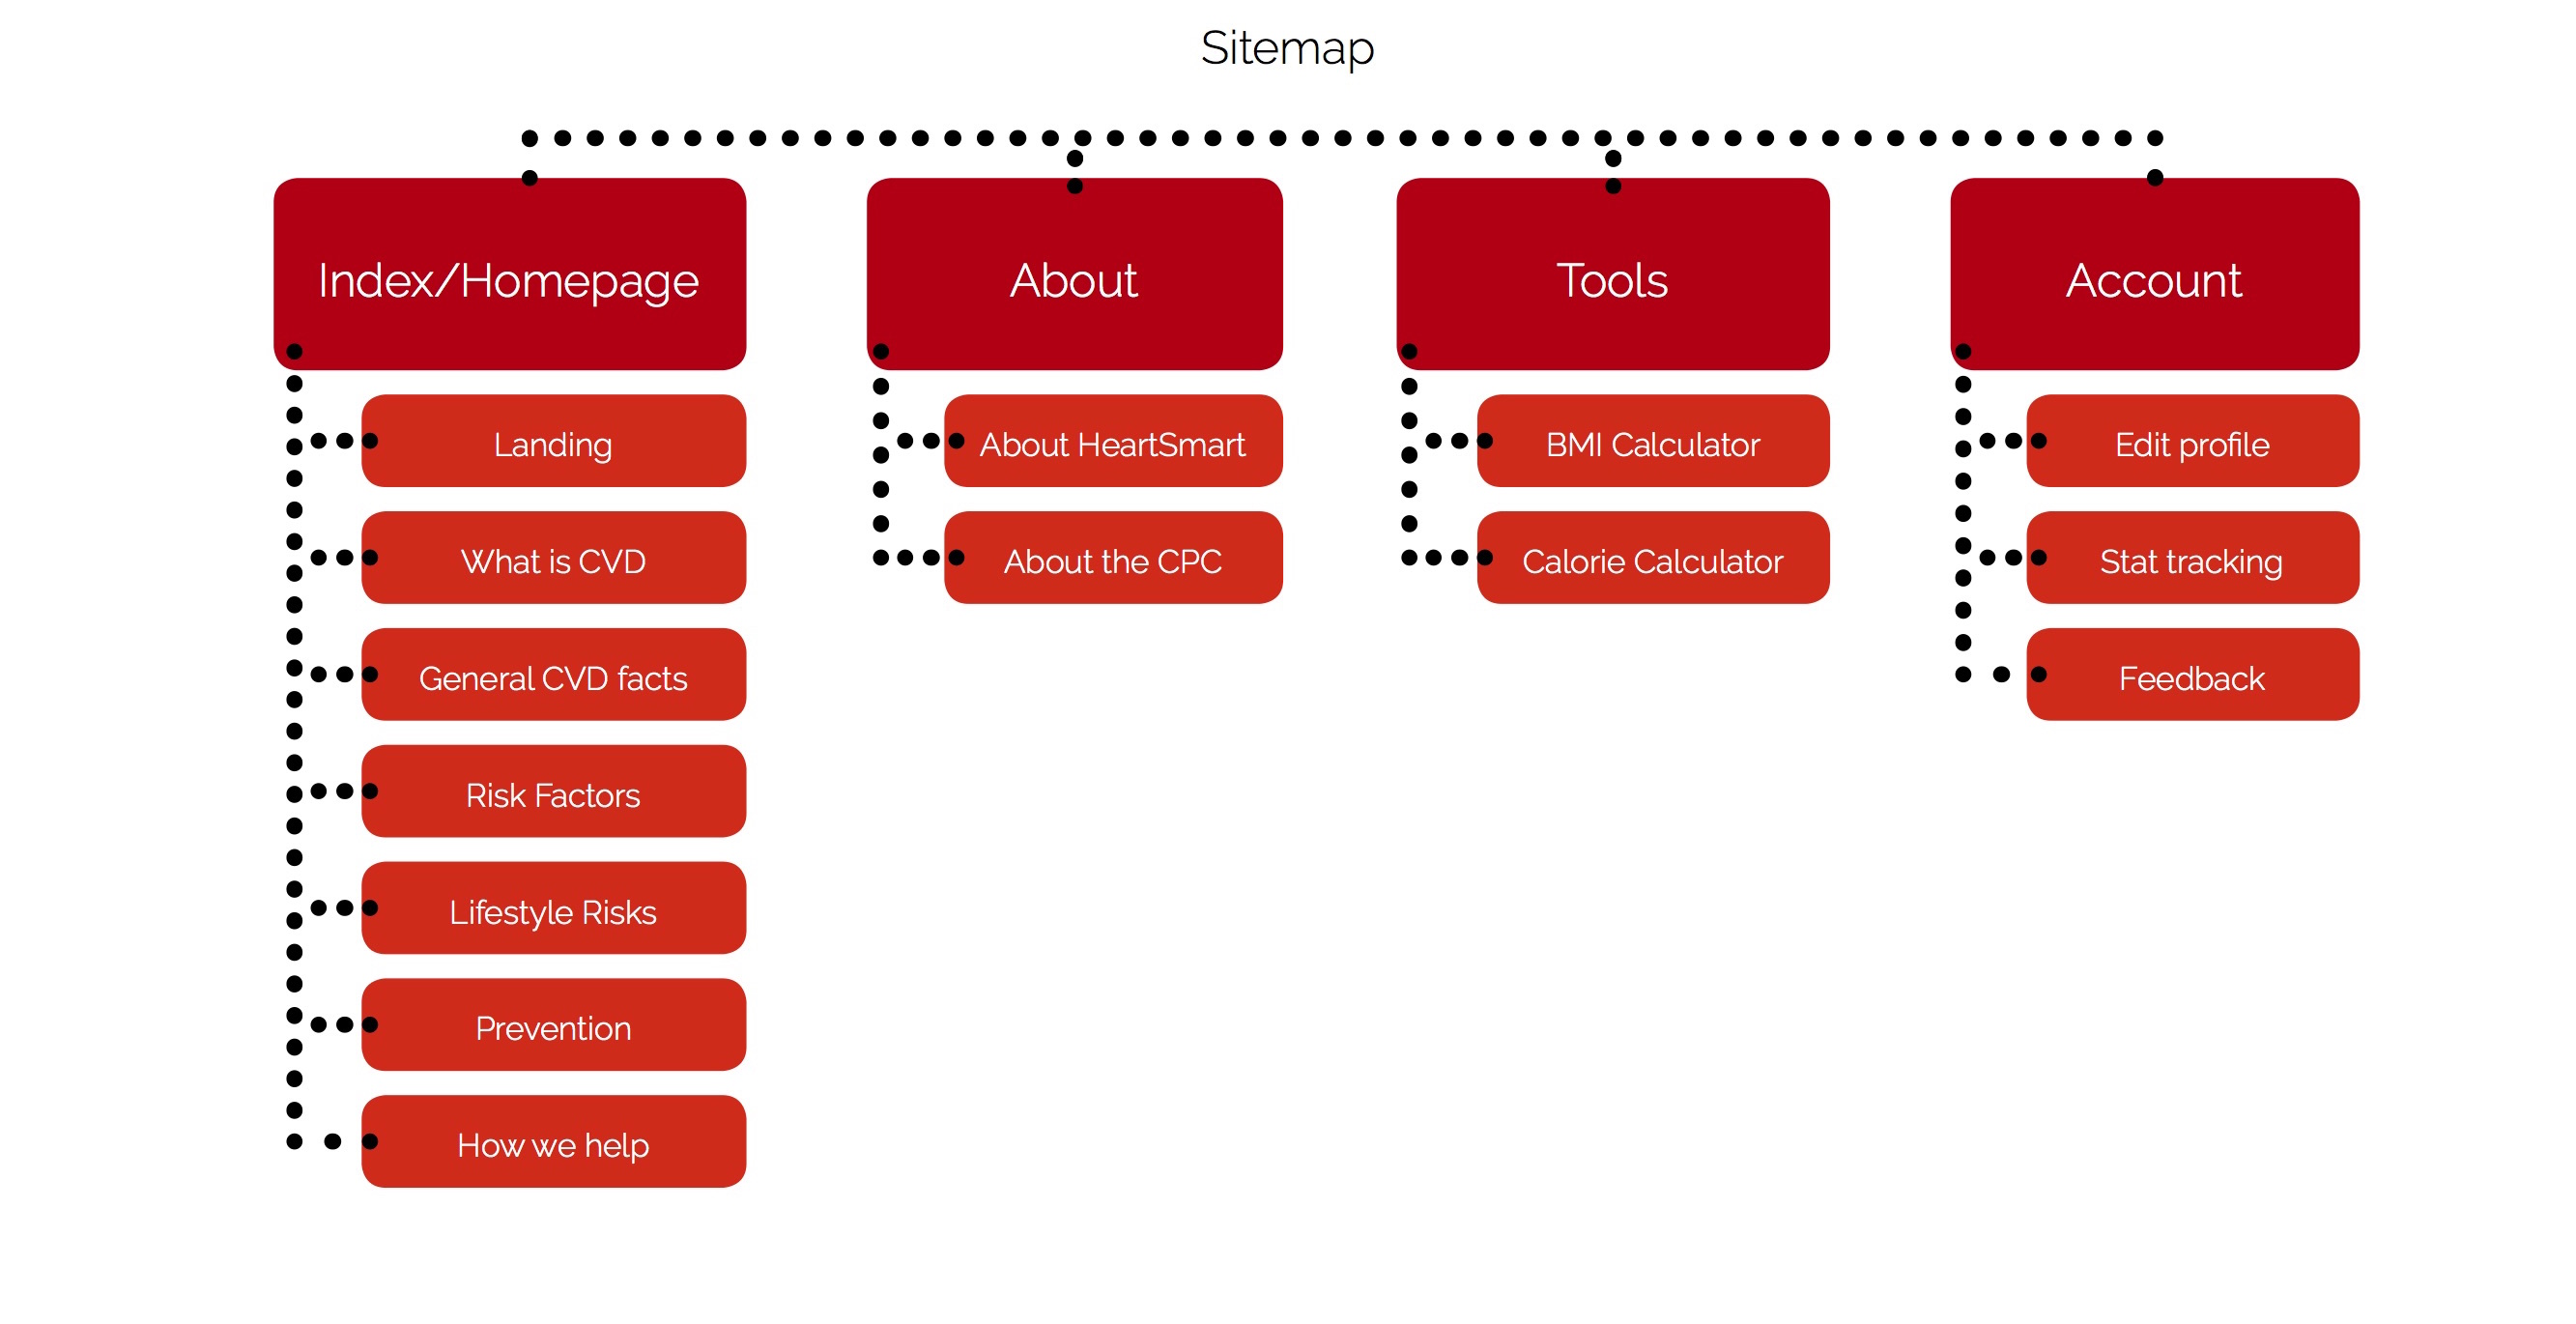 Sitemap
Index/Homepage
Landing
What is CVD
General CVD facts
Risk Factors
Lifestyle Risks
Prevention
How we help
About
About HeartSmart
About the CPC
Tools
BMI Calculator
Calorie Calculator
Account
Edit profile
Stat tracking
Feedback